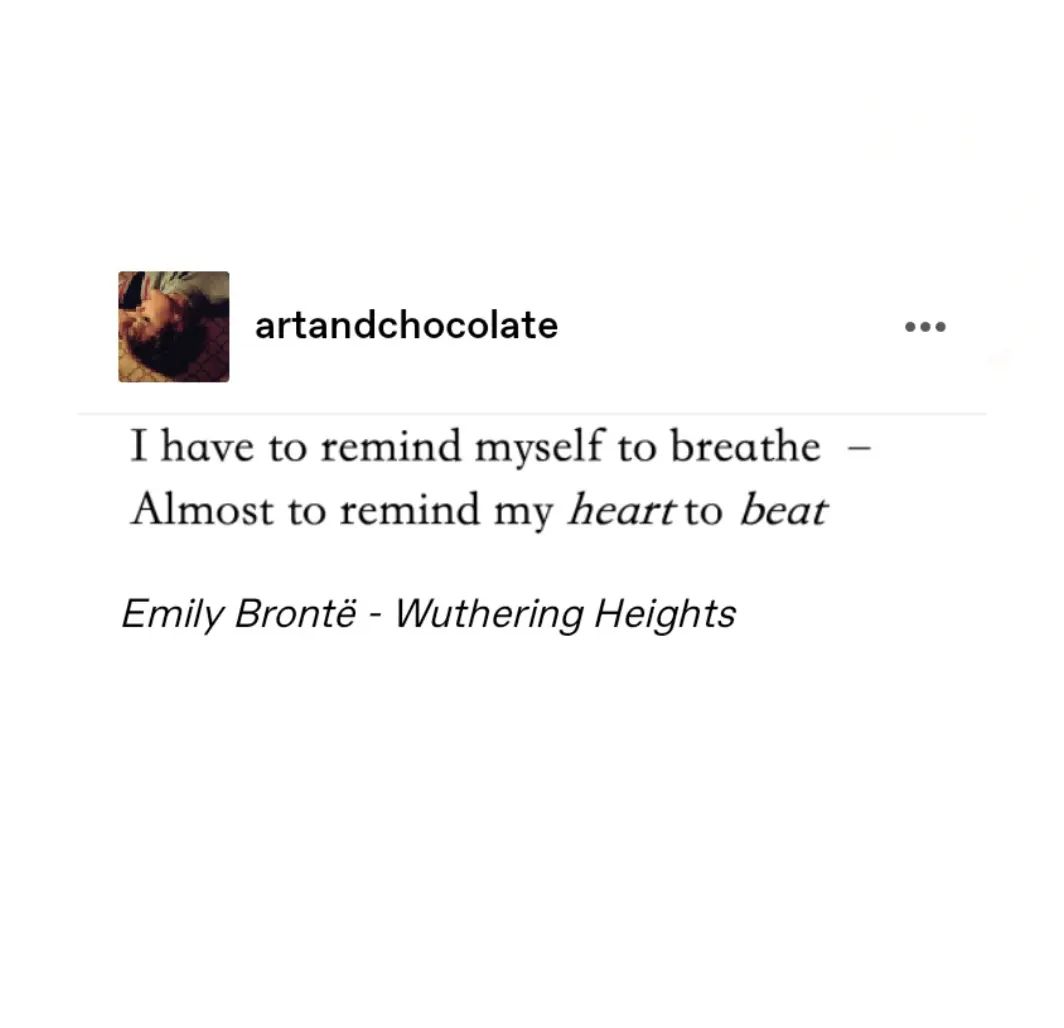 artandchocolate
I have to remind myself to breathe –
Almost to remind my heart to beat
Emily Brontë - Wuthering Heights